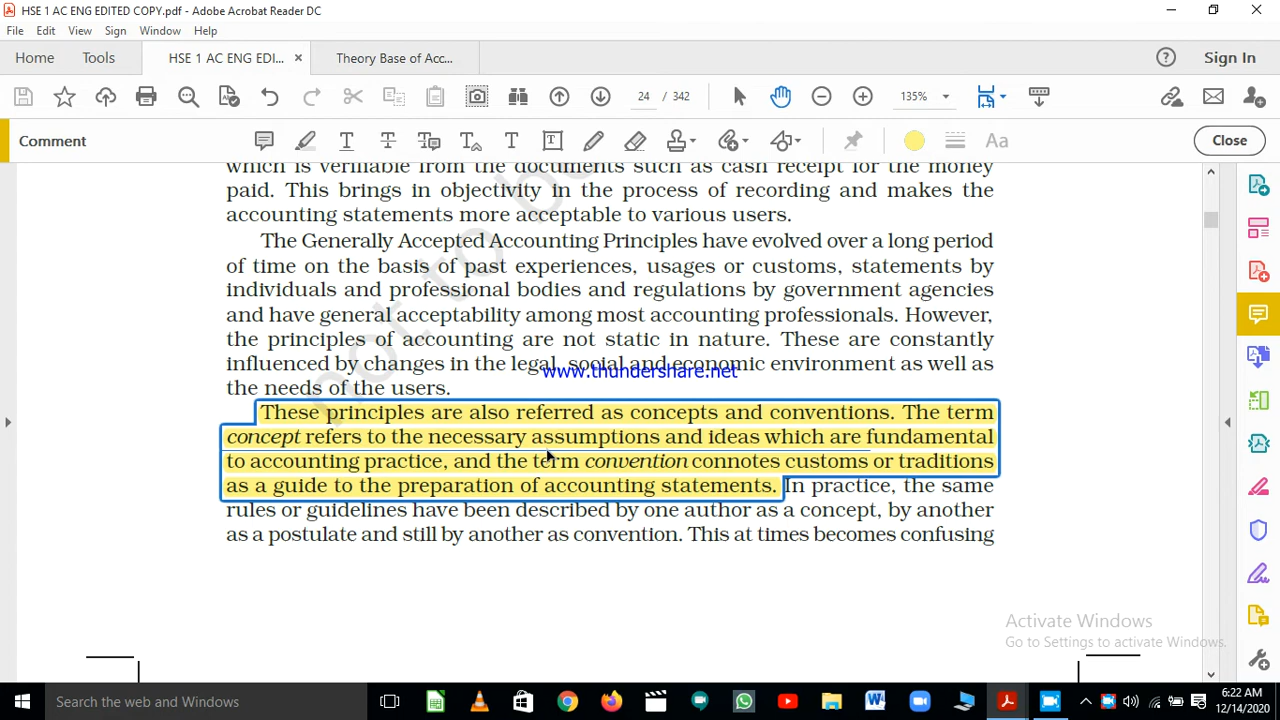 HSE 1 AC ENG EDITED COPY.pdf - Adobe Acrobat Reader DC
File Edit View Sign Window Help
Home Tools HSE 1 AC ENG EDI... Theory Base of Acc... Sign In
24 / 342 135%
Comment Close
which is verifiable from the documents such as cash receipt for the money
paid. This brings in objectivity in the process of recording and makes the
accounting statements more acceptable to various users.
The Generally Accepted Accounting Principles have evolved over a long period
of time on the basis of past experiences, usages or customs, statements by
individuals and professional bodies and regulations by government agencies
and have general acceptability among most accounting professionals. However,
the principles of accounting are not static in nature. These are constantly
influenced by changes in the legal, social and economic environment as well as
www.thundershare.net
the needs of the users.
not to be
These principles are also referred as concepts and conventions. The term
concept refers to the necessary assumptions and ideas which are fundamental
to accounting practice, and the term convention connotes customs or traditions
as a guide to the preparation of accounting statements. In practice, the same
rules or guidelines have been described by one author as a concept, by another
as a postulate and still by another as convention. This at times becomes confusing
Activate Windows
Go to Settings to activate Windows.
Search the web and Windows
6:22 AM
12/14/2020